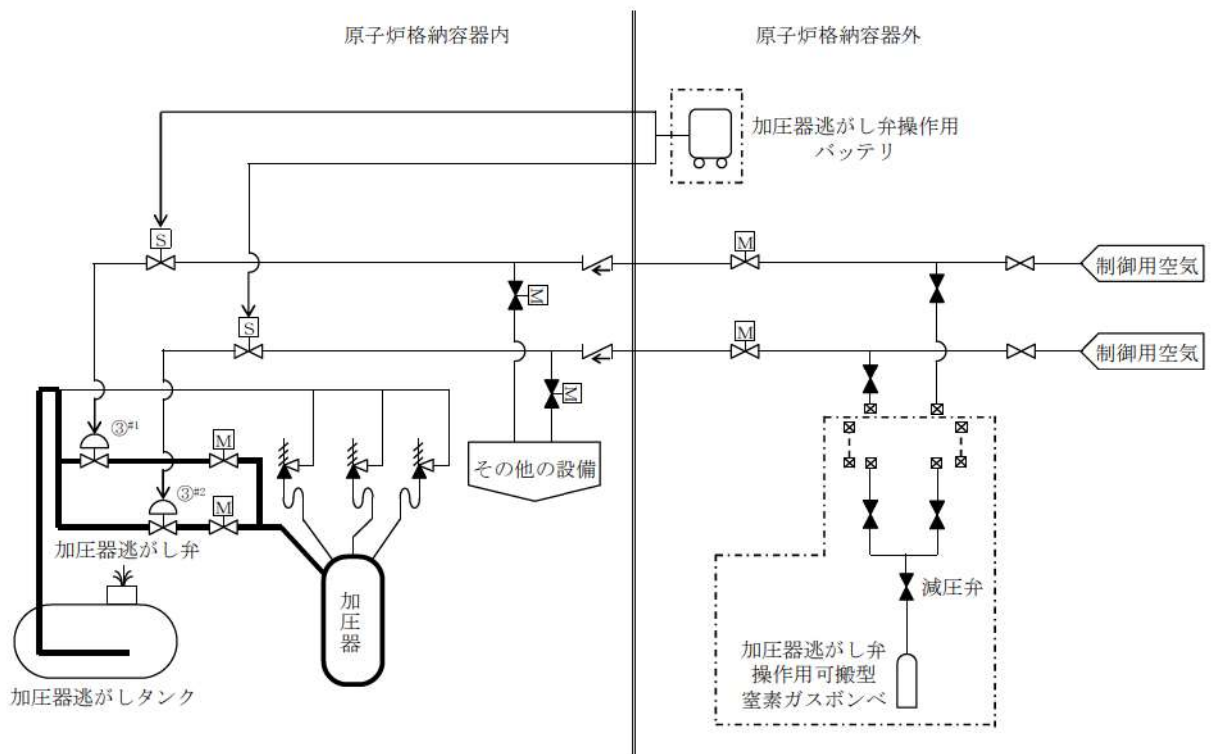 原子炉格納容器内
原子炉格納容器外
加圧器逃がし弁操作用
バッテリ
S
M
制御用空気
M
S
M
制御用空気
M
③#1
M
その他の設備
③#2
M
加圧器逃がし弁
減圧弁
加圧器
加圧器逃がし弁
操作用可搬型
窒素ガスボンベ
加圧器逃がしタンク